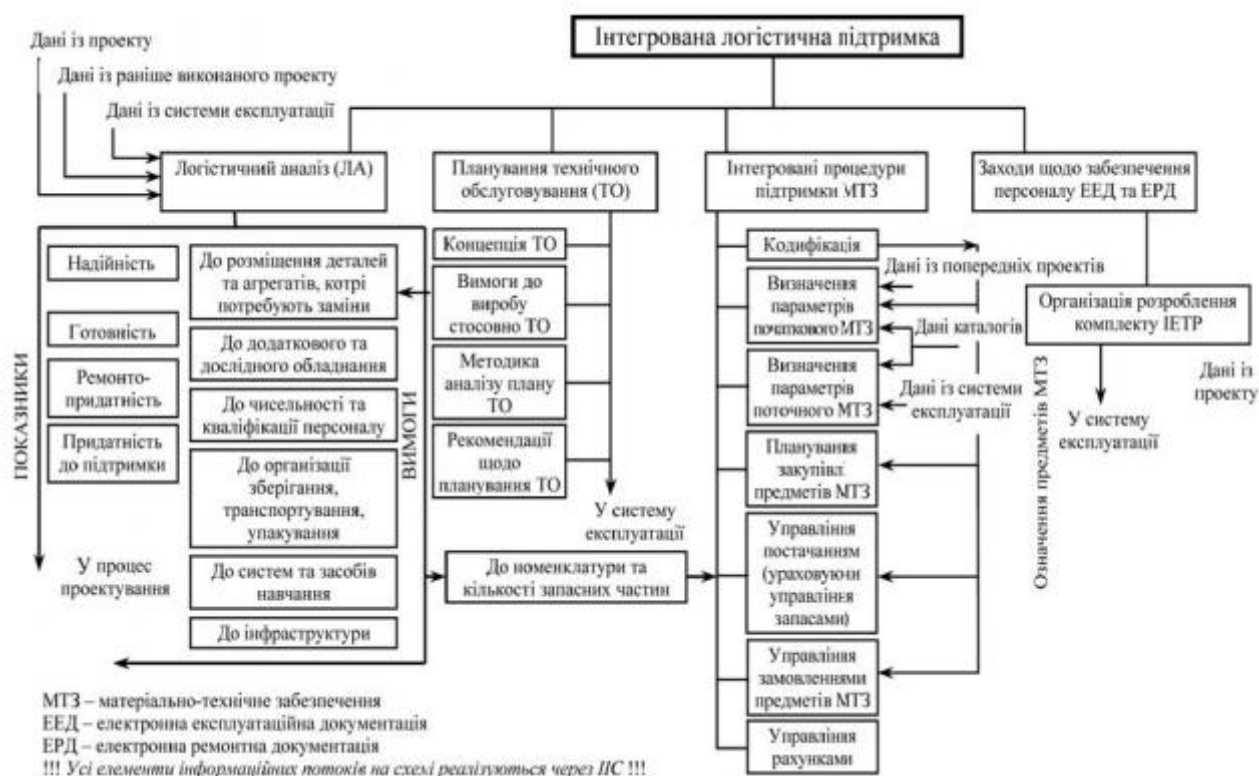 Інтегрована логістична підтримка
Дані із проекту
Дані із раніше виконаного проекту
Дані із системи експлуатації
Логістичний аналіз (ЛА)
Планування технічного
обслуговування (ТО)
Інтегровані процедури
підтримки МТЗ
Заходи щодо забезпечення
персоналу ЕЕД та ЕРД
ПОКАЗНИКИ
Надійність
Готовність
Ремонто-
придатність
Придатність
до підтримки
У процес
проектування
До розміщення деталей
та агрегатів, котрі
потребують заміни
До додаткового та
дослідного обладнання
До чисельності та
кваліфікації персоналу
До організації
зберігання,
транспортування,
упакування
До систем та засобів
навчання
До інфраструктури
ВИМОГИ
Концепція ТО
Вимоги до
виробу
стосовно ТО
Методика
аналізу плану
ТО
Рекомендації
щодо
планування ТО
У систему
експлуатації
До номенклатури та
кількості запасних частин
Кодифікація
Визначення
параметрів
початкового МТЗ
Визначення
параметрів
поточного МТЗ
Планування
закупівлі
предметів МТЗ
Управління
постачанням
(ураховуючи
управління
запасами)
Управління
замовленнями
предметів МТЗ
Управління
рахунками
Дані із попередніх проектів
Дані каталогів
Дані із системи
експлуатації
Означення предметів МТЗ
Організація розроблення
комплекту ІЕТР
У систему
експлуатації
Дані із
проекту
МТЗ – матеріально-технічне забезпечення
ЕЕД – електронна експлуатаційна документація
ЕРД – електронна ремонтна документація
!!! Усі елементи інформаційних потоків на схемі реалізуються через ІІС !!!